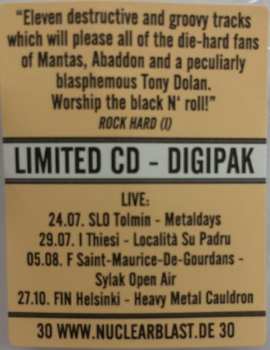 "Eleven destructive and groovy tracks
which will please all of the die-hard fans
of Mantas, Abaddon and a peculiarly
blasphemous Tony Dolan.
Worship the black N' roll!"
ROCK HARD (I)
LIMITED CD - DIGIPAK
LIVE:
24.07. SLO Tolmin - Metaldays
29.07. I Thiesi - Località Su Padru
05.08. F Saint-Maurice-De-Gourdans -
Sylak Open Air
27.10. FIN Helsinki - Heavy Metal Cauldron
30 WWW.NUCLEARBLAST.DE 30